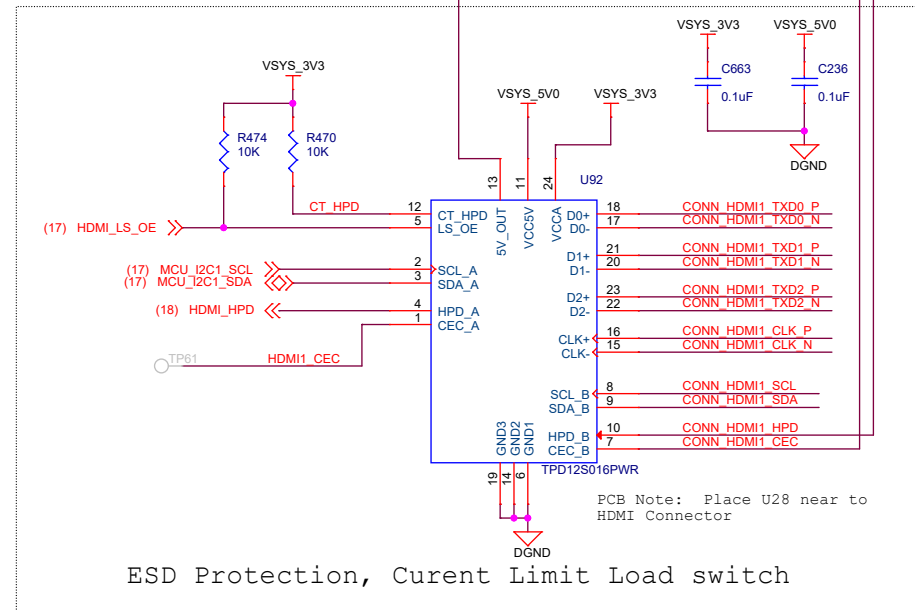 VSYS_3V3
VSYS_5V0
C663
0.1uF
C236
0.1uF
DGND
VSYS_3V3
R474
10K
R470
10K
VSYS_5V0
VSYS_3V3
13
11
24
U92
CT_HPD
12
CT_HPD
(17) HDMI_LS_OE
5
LS_OE
5V_OUT
VCC5V
VCCA
(17) MCU_I2C1_SCL
2
SCL_A
(17) MCU_I2C1_SDA
3
SDA_A
(18) HDMI_HPD
4
HPD_A
1
CEC_A
TP61
HDMI1_CEC
D0+
18
CONN_HDMI1_TXD0_P
D0-
17
CONN_HDMI1_TXD0_N
D1+
21
CONN_HDMI1_TXD1_P
D1-
20
CONN_HDMI1_TXD1_N
D2+
23
CONN_HDMI1_TXD2_P
D2-
22
CONN_HDMI1_TXD2_N
CLK+
16
CONN_HDMI1_CLK_P
CLK-
15
CONN_HDMI1_CLK_N
SCL_B
8
CONN_HDMI1_SCL
SDA_B
9
CONN_HDMI1_SDA
HPD_B
10
CONN_HDMI1_HPD
CEC_B
7
CONN_HDMI1_CEC
GND3
GND2
GND1
19
14
6
TPD12S016PWR
DGND
PCB Note: Place U28 near to
HDMI Connector
ESD Protection, Curent Limit Load switch